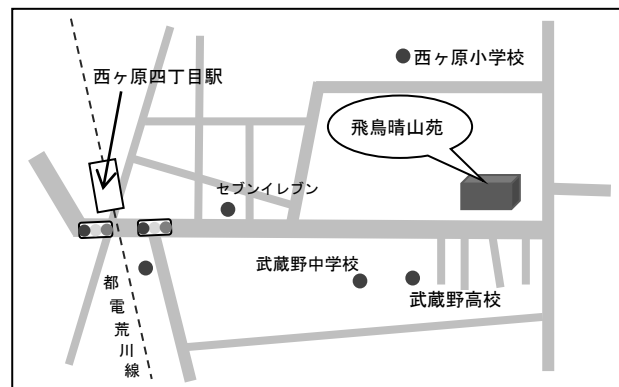 西ヶ原四丁目駅
西ヶ原小学校
飛鳥晴山苑
セブンイレブン
武蔵野中学校
武蔵野高校
都電荒川線